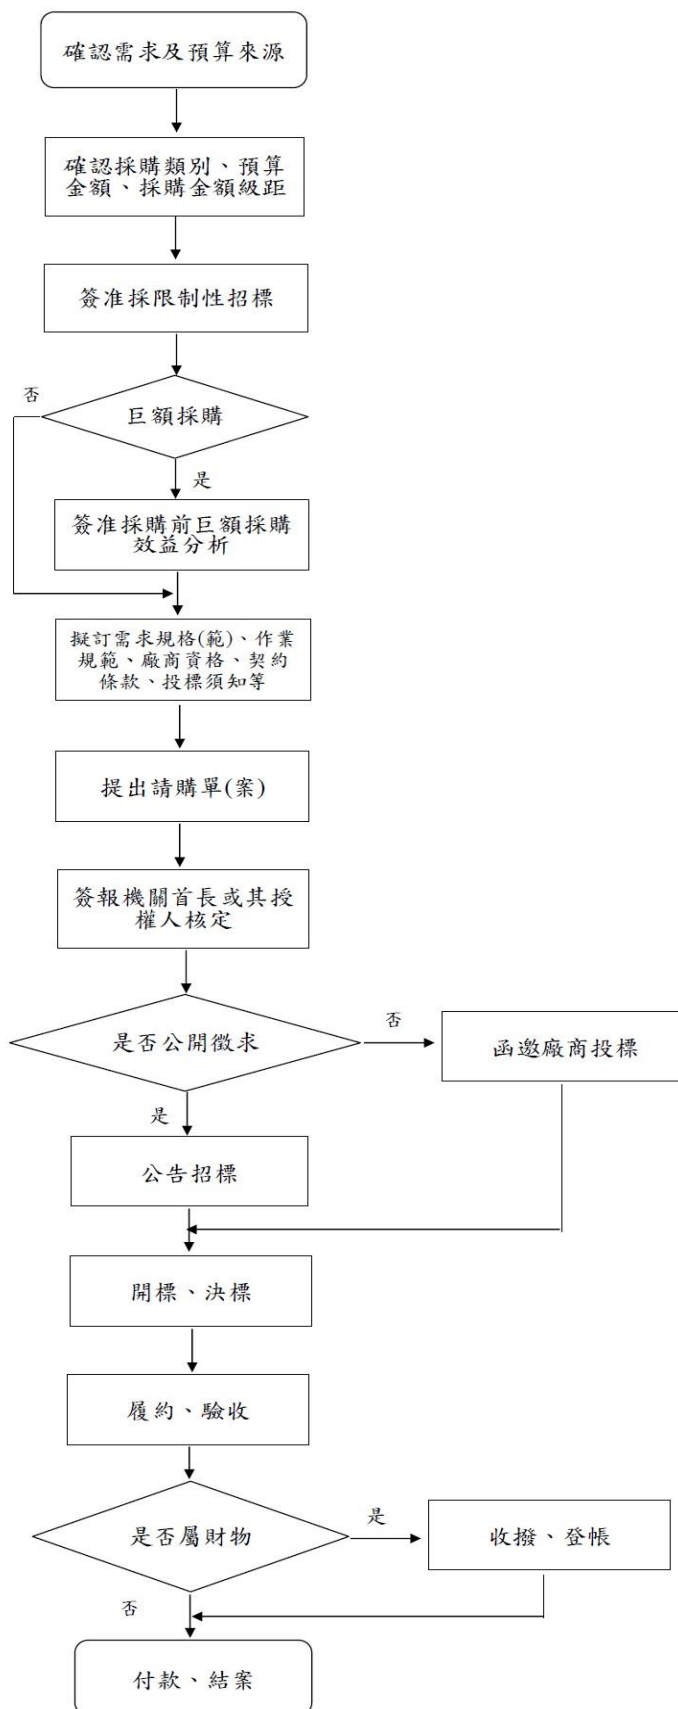 確認需求及預算來源
確認採購類別、預算
金額、採購金額級距
簽准採限制性招標
否
巨額採購
是
簽准採購前巨額採購
效益分析
擬訂需求規格(範)、作業
規範、廠商資格、契約
條款、投標須知等
提出請購單(案)
簽報機關首長或其授
權人核定
是否公開徵求
否
函邀廠商投標
是
公告招標
開標、決標
履約、驗收
是否屬財物
是
收撥、登帳
否
付款、結案